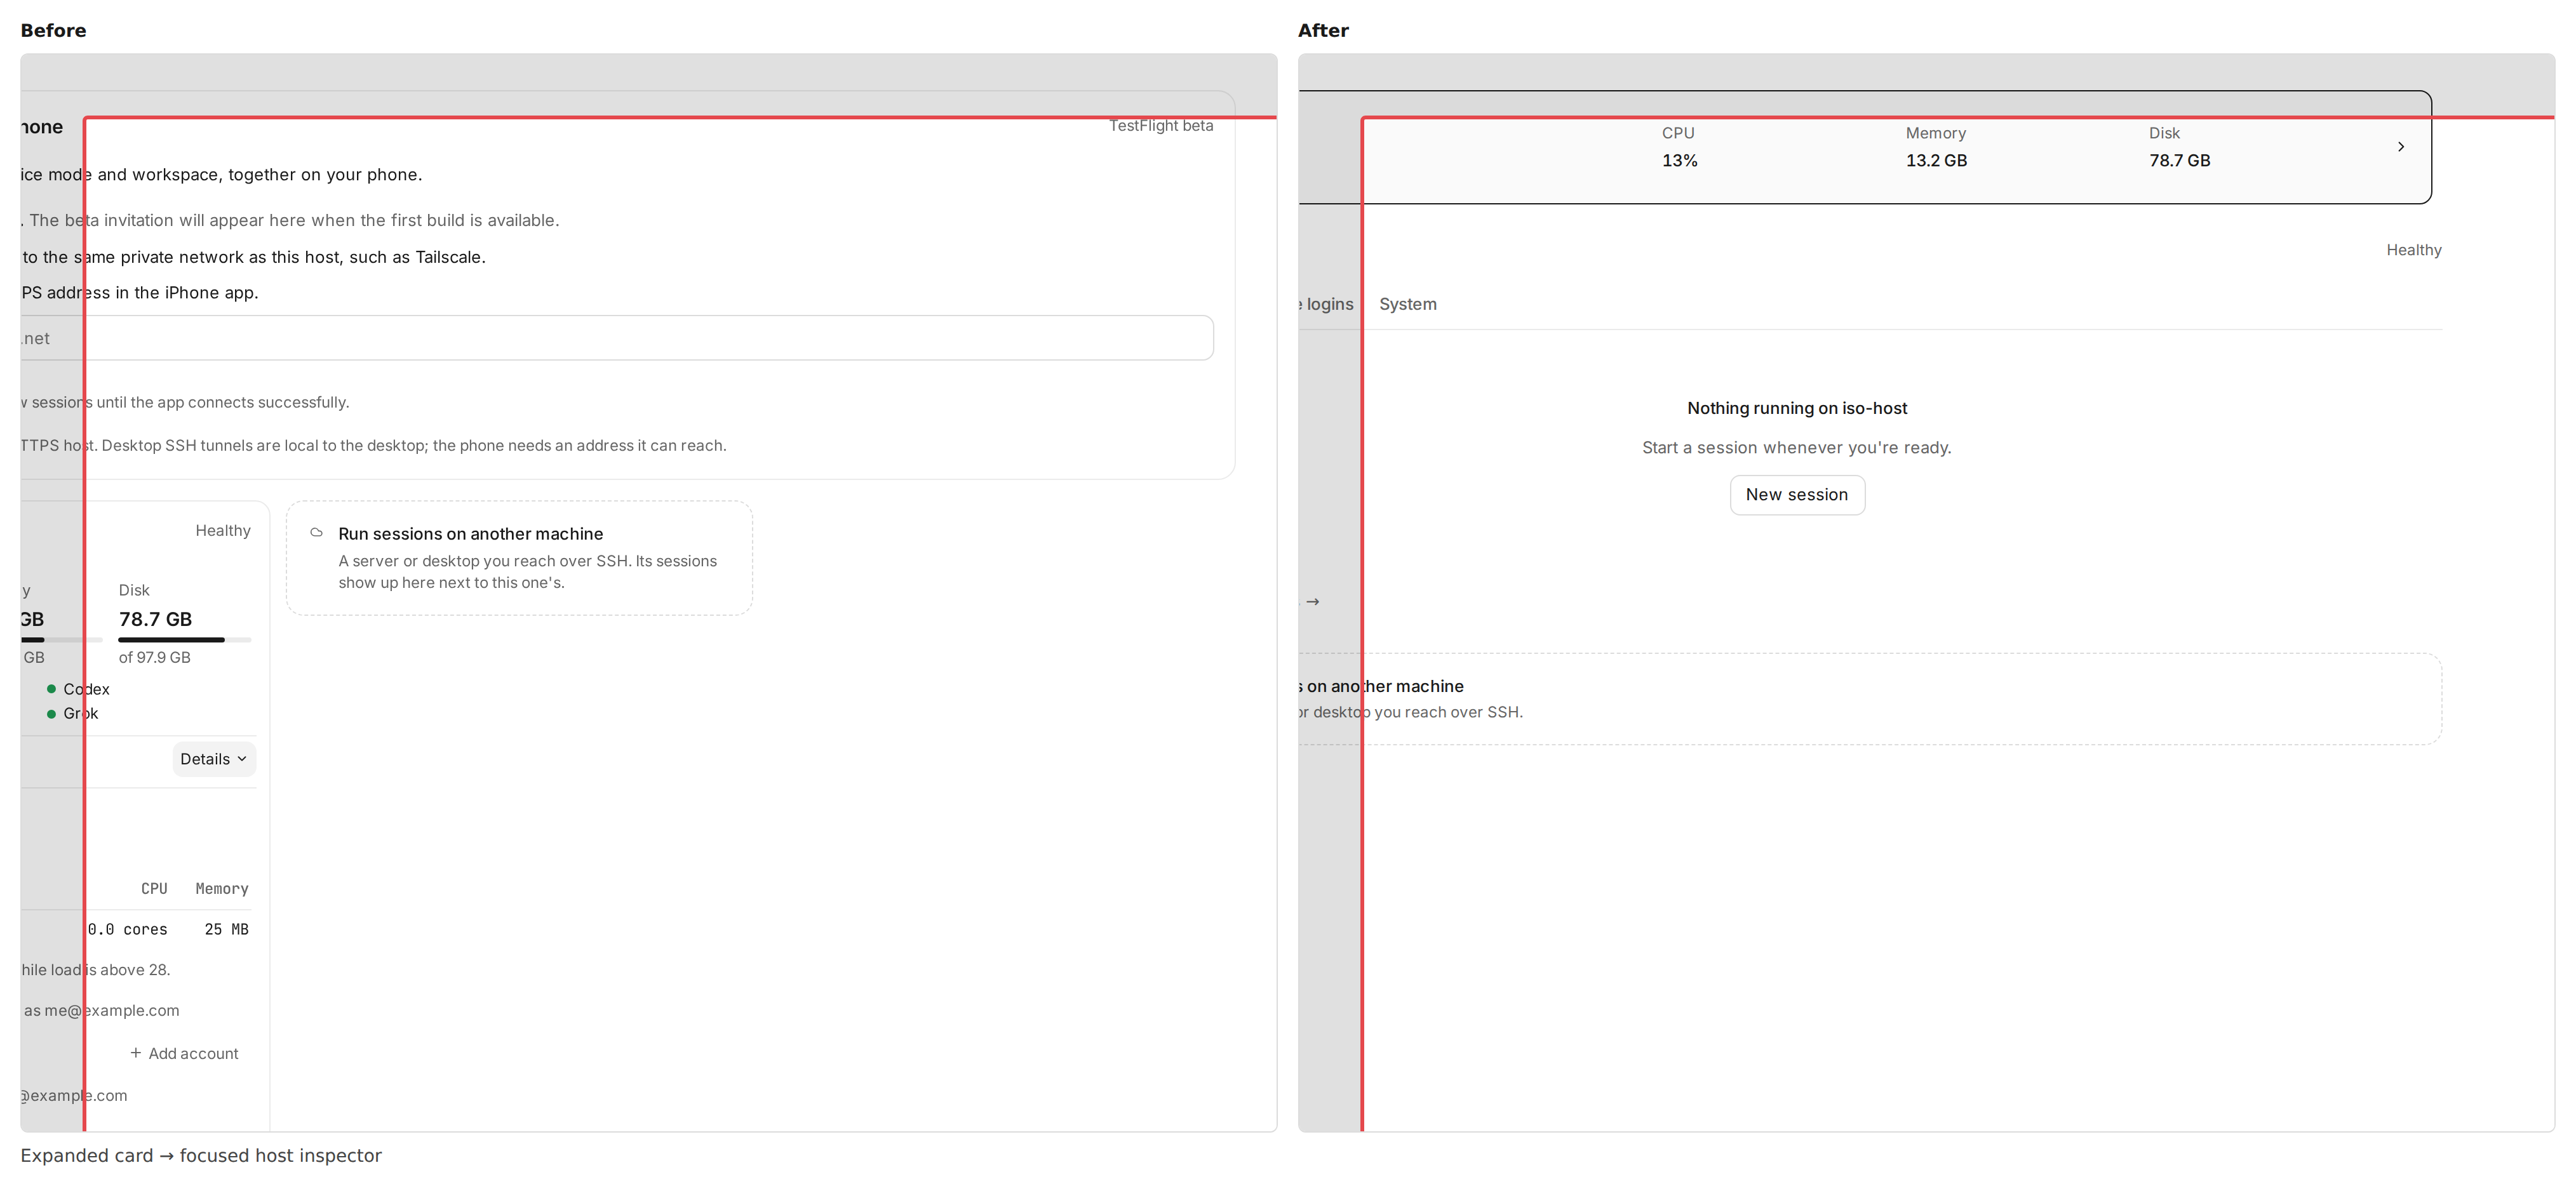 Before
hone
TestFlight beta
ice mode and workspace, together on your phone.
. The beta invitation will appear here when the first build is available.
to the same private network as this host, such as Tailscale.
PS address in the iPhone app.
.net
w sessions until the app connects successfully.
TTPS host. Desktop SSH tunnels are local to the desktop; the phone needs an address it can reach.
Healthy
y
Disk
GB
78.7 GB
GB
of 97.9 GB
Codex
Grok
Details
CPU Memory
0.0 cores 25 MB
hile load is above 28.
as me@example.com
+ Add account
@example.com
Run sessions on another machine
A server or desktop you reach over SSH. Its sessions
show up here next to this one's.
Expanded card → focused host inspector
After
CPU Memory Disk
13% 13.2 GB 78.7 GB
Healthy
e logins System
Nothing running on iso-host
Start a session whenever you're ready.
New session
→
s on another machine
or desktop you reach over SSH.